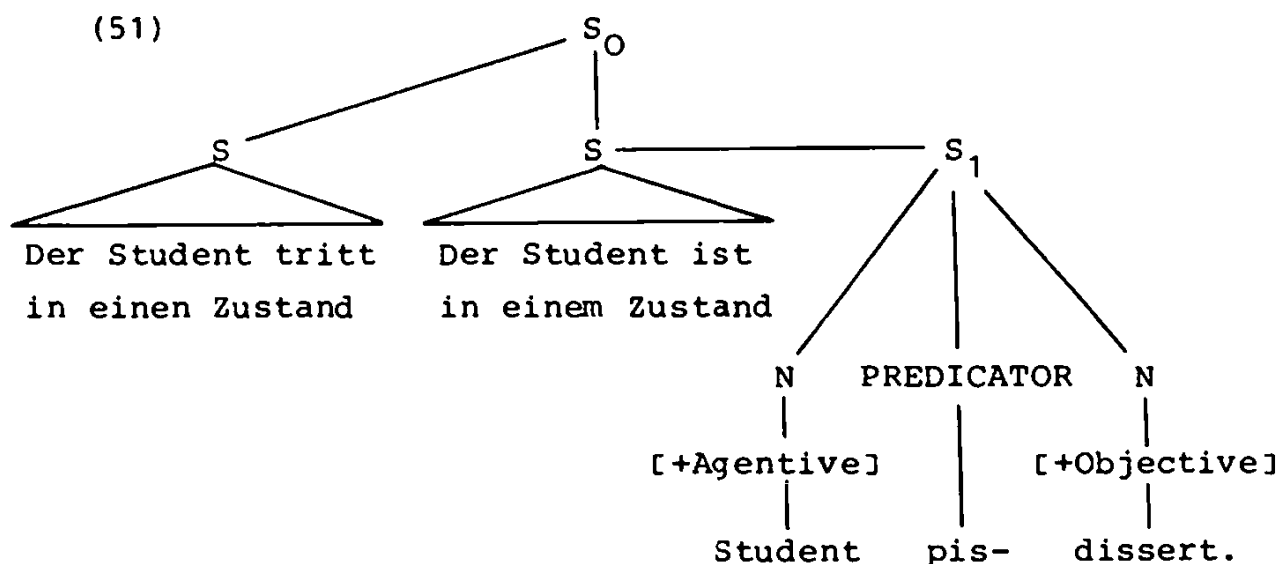 (51)
S₀
S S S₁
Der Student tritt Der Student ist
in einen Zustand in einem Zustand
N PREDICATOR N
[+Agentive] [+Objective]
Student pis- dissert.